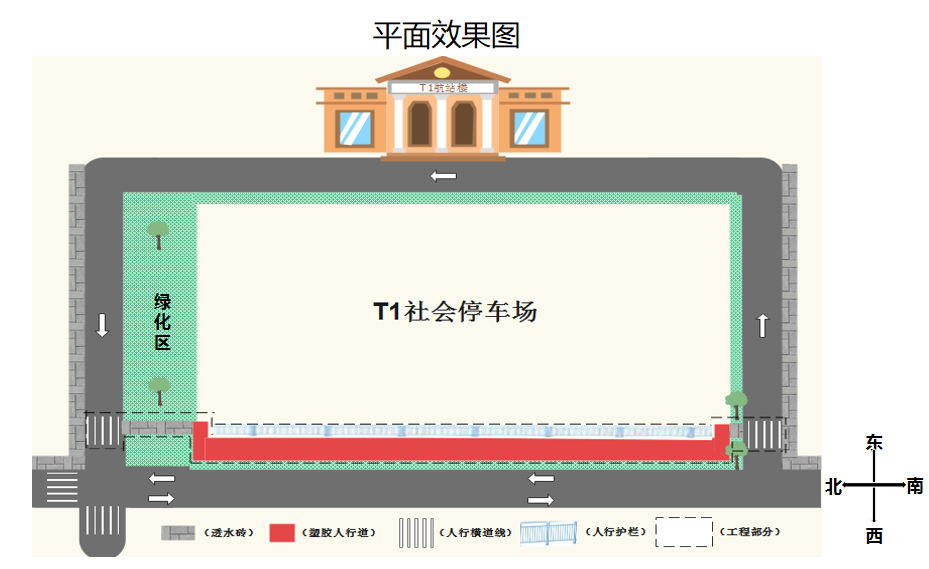 平面效果图
T1航站楼
绿化区
T1社会停车场
东
北
南
西
(透水砖)
(塑胶人行道)
(人行横道线)
(人行护栏)
(工程部分)